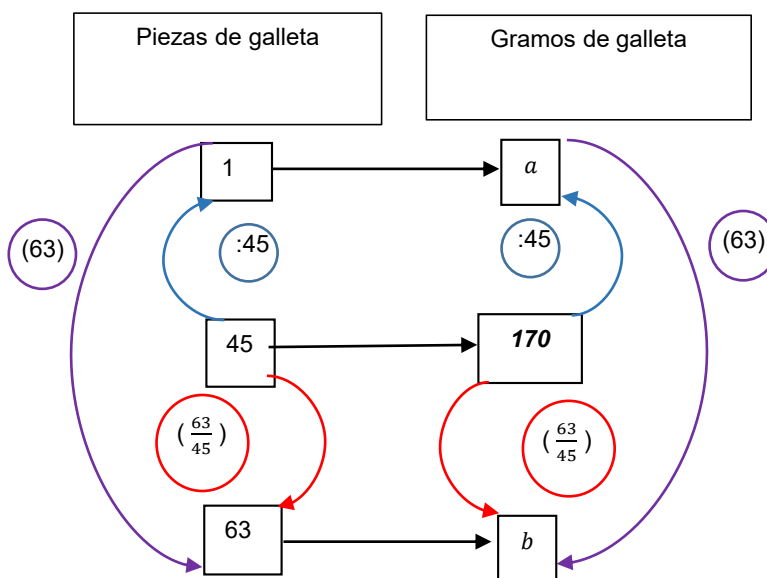 Piezas de galleta
Gramos de galleta
1
a
(63)
:45
:45
(63)
45
170
(63/45)
(63/45)
63
b